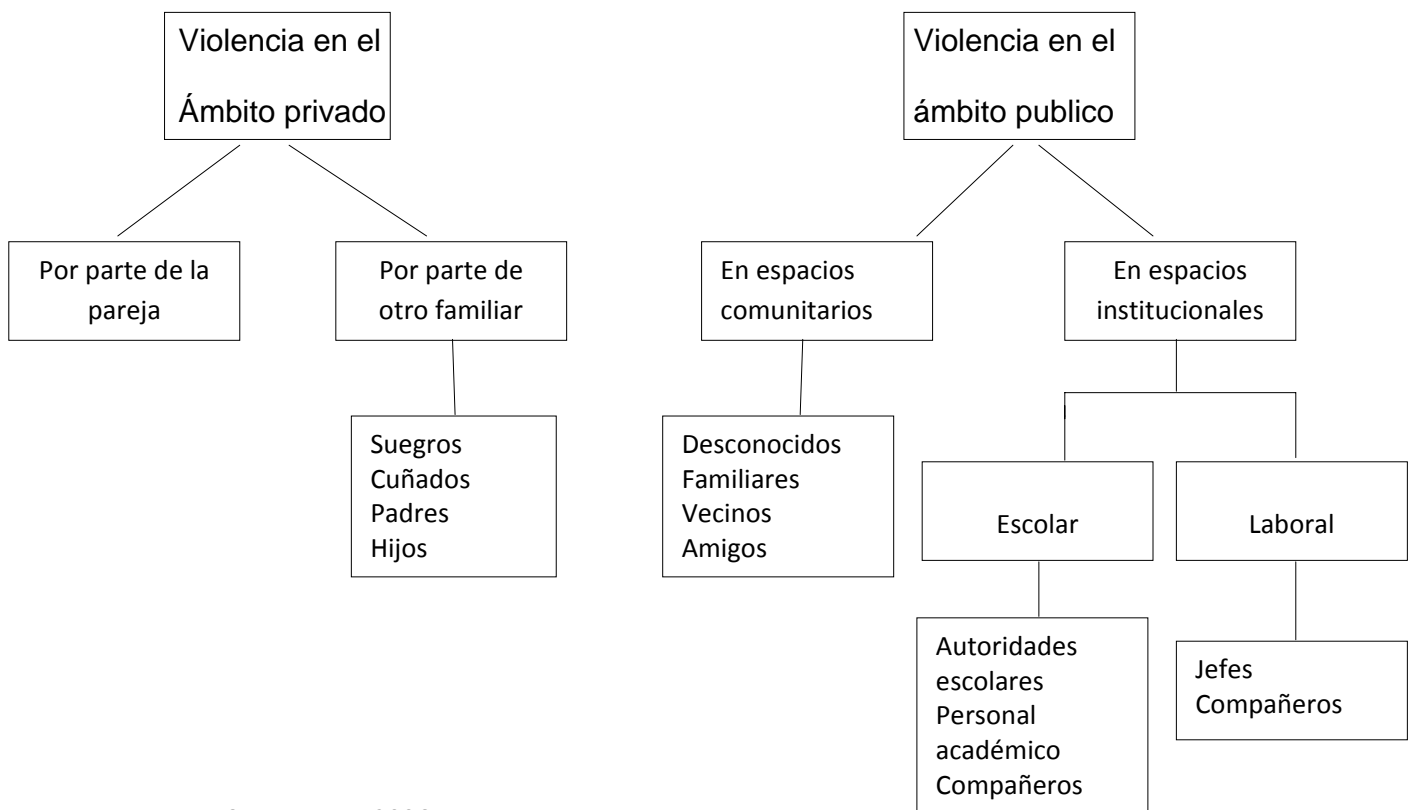 Violencia en el
Ámbito privado
Violencia en el
ámbito publico
Por parte de la
pareja
Por parte de
otro familiar
En espacios
comunitarios
En espacios
institucionales
Suegros
Cuñados
Padres
Hijos
Desconocidos
Familiares
Vecinos
Amigos
Escolar
Laboral
Autoridades
escolares
Personal
académico
Compañeros
Jefes
Compañeros